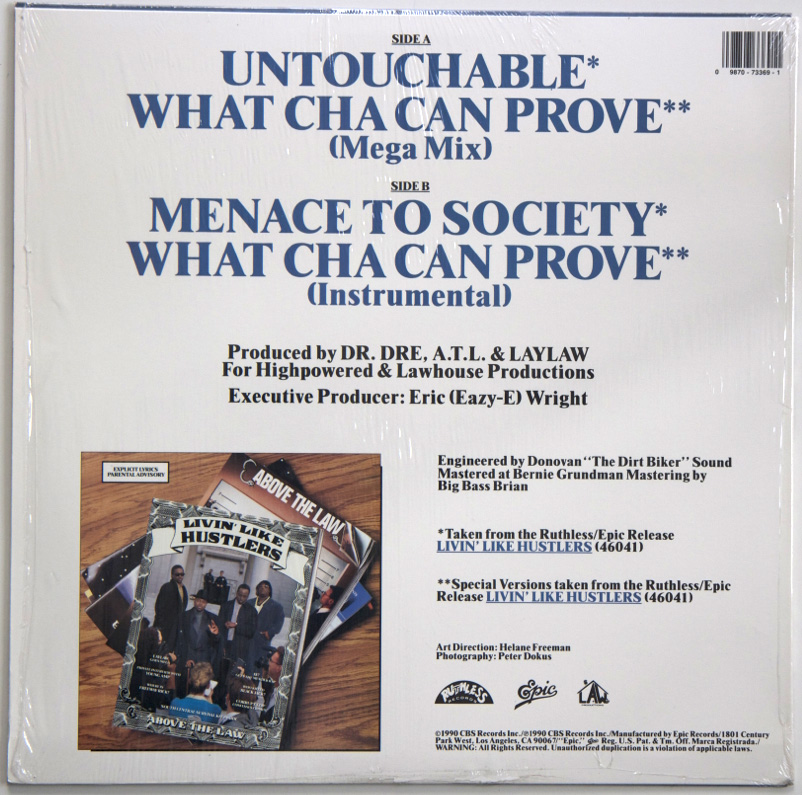 SIDE A
UNTOUCHABLE*
WHAT CHA CAN PROVE**
(Mega Mix)
SIDE B
MENACE TO SOCIETY*
WHAT CHA CAN PROVE**
(Instrumental)
0 9870 - 73369 - 1
Produced by DR. DRE, A.T.L. & LAYLAW
For Highpowered & Lawhouse Productions
Executive Producer: Eric (Eazy-E) Wright
EXPLICIT LYRICS
PARENTAL ADVISORY
ABOVE THE LAW
LIVIN' LIKE
HUSTLERS
ABOVE THE LAW
Engineered by Donovan "The Dirt Biker" Sound
Mastered at Bernie Grundman Mastering by
Big Bass Brian
*Taken from the Ruthless/Epic Release
LIVIN' LIKE HUSTLERS (46041)
**Special Versions taken from the Ruthless/Epic
Release LIVIN' LIKE HUSTLERS (46041)
Art Direction: Helane Freeman
Photography: Peter Dokus
RUTHLESS
RECORDS
Epic
LAW
©1990 CBS Records Inc./℗1990 CBS Records Inc./Manufactured by Epic Records/1801 Century
Park West, Los Angeles, CA 90067/"Epic," Reg. U.S. Pat. & Tm. Off. Marca Registrada./
WARNING: All Rights Reserved. Unauthorized duplication is a violation of applicable laws.